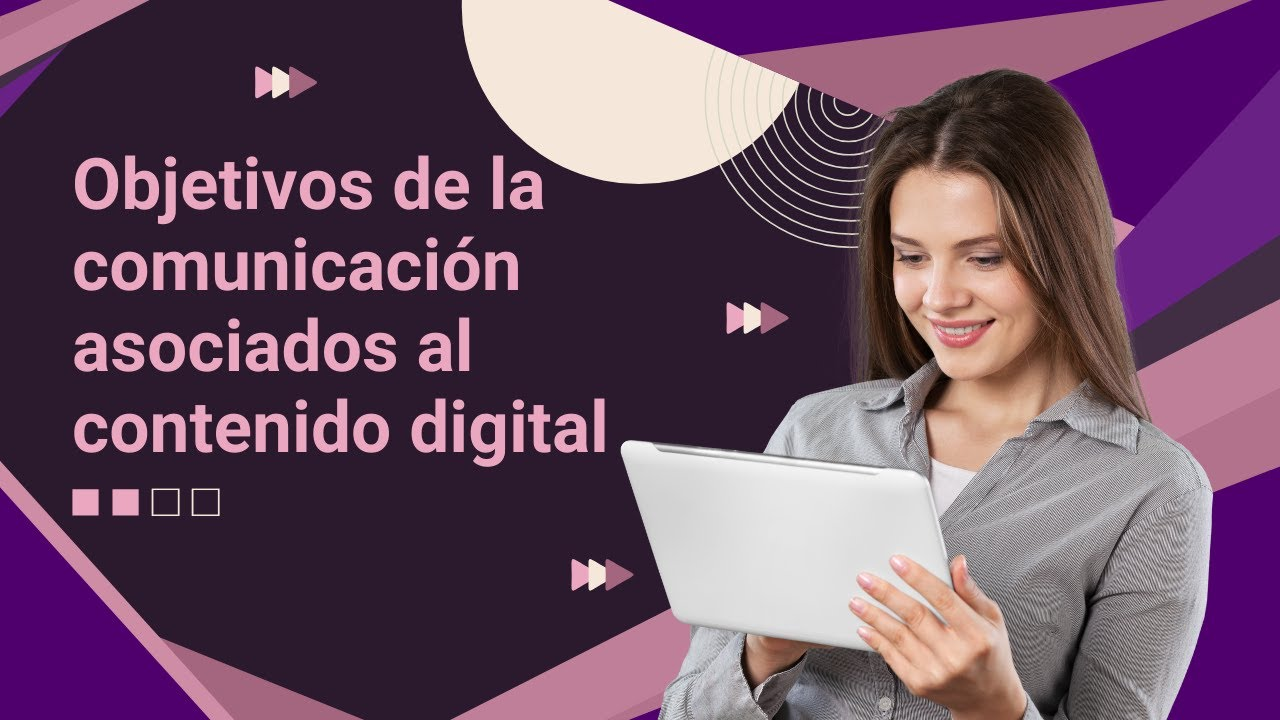 Objetivos de la
comunicación
asociados al
contenido digital